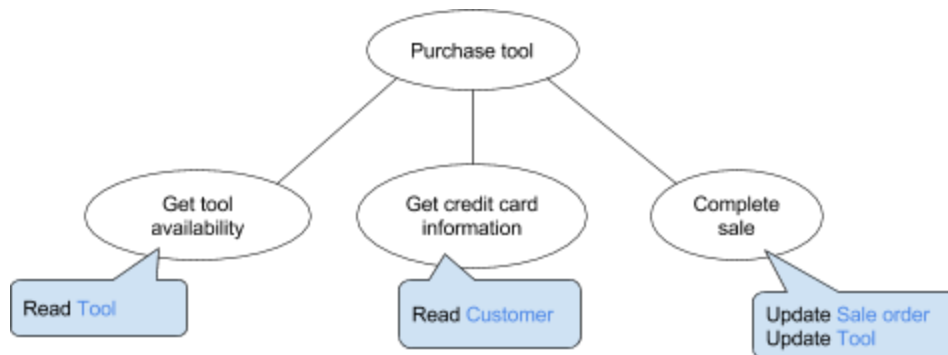 Purchase tool
Get tool
availability
Get credit card
information
Complete
sale
Read Tool
Read Customer
Update Sale order
Update Tool